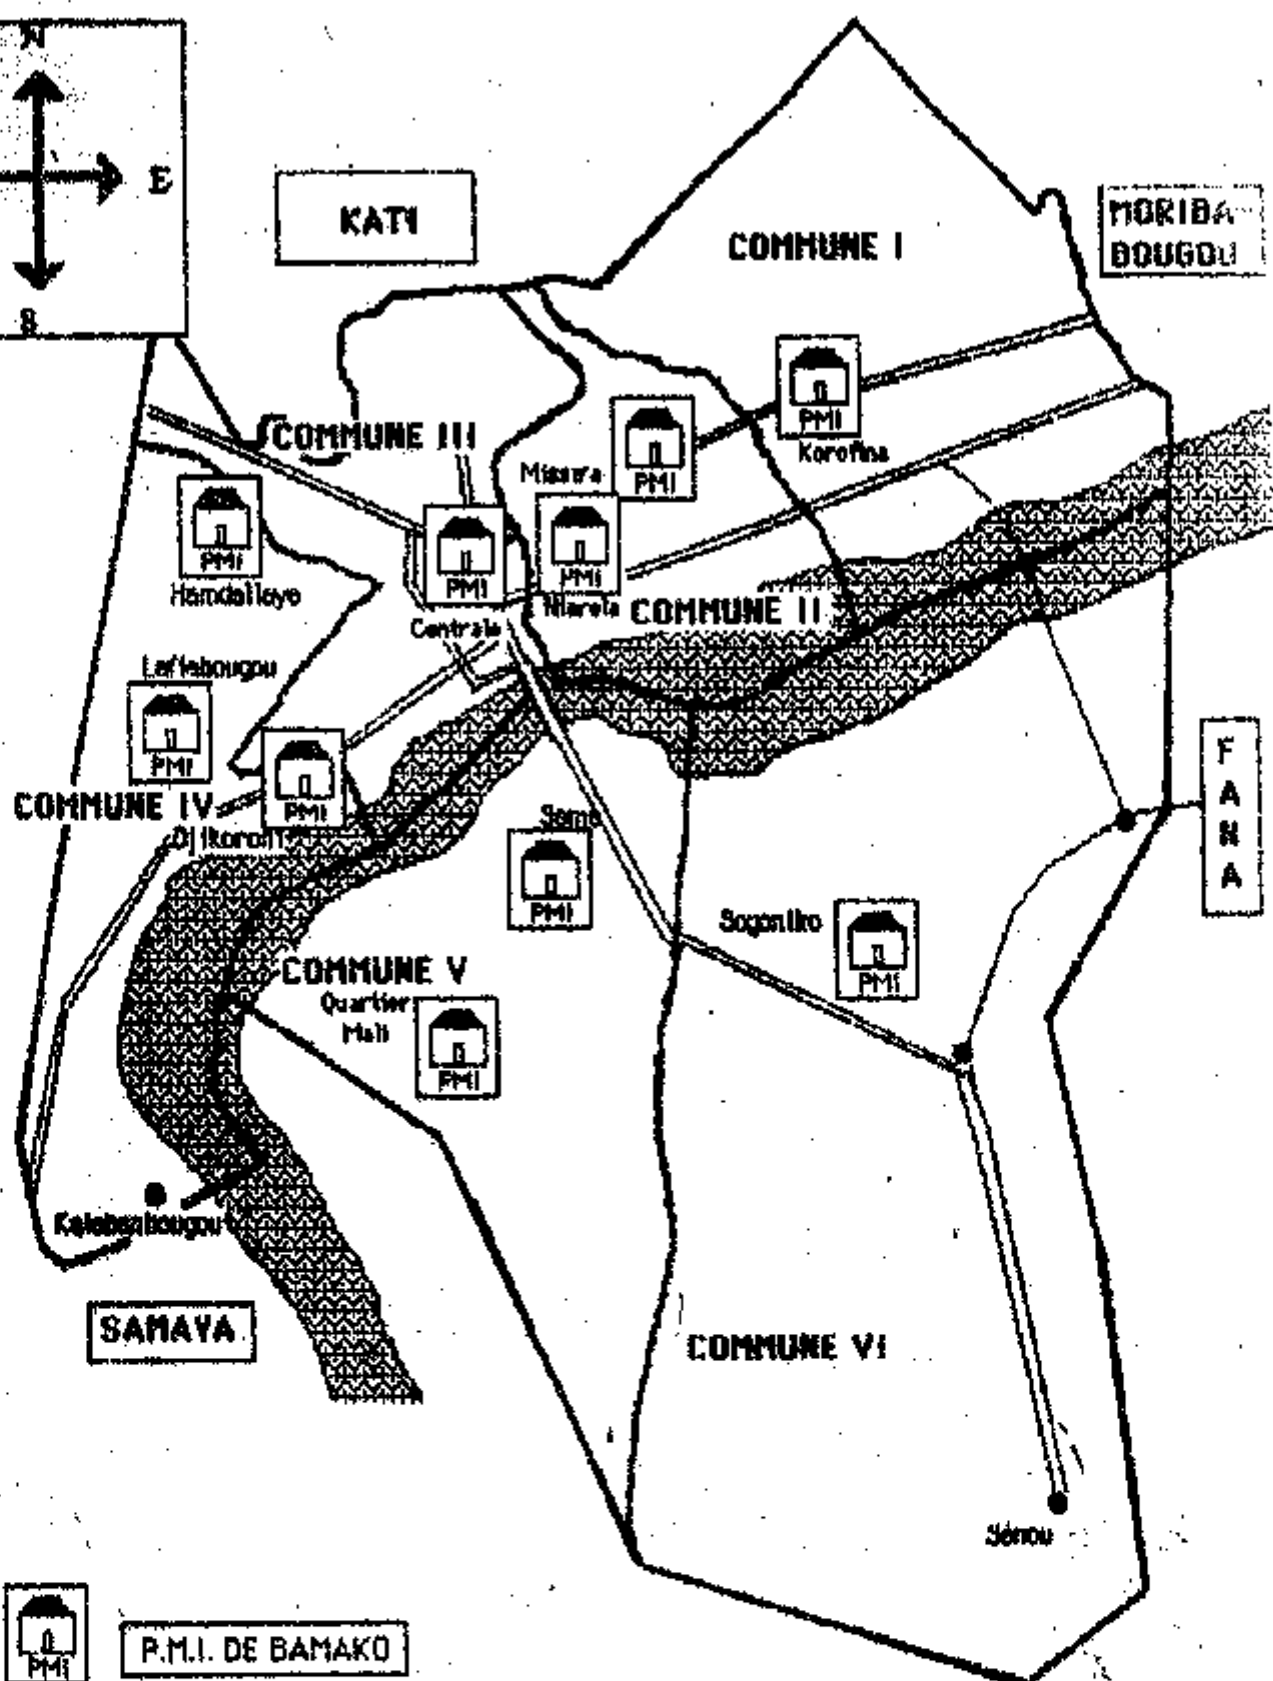 N
E
S
KATI
COMMUNE I
MORIBA-
BOUGOU
PMI
Korofina
COMMUNE III
Missira
PMI
PMI
Hamdallaye
PMI
Centrale
PMI
Niarela
COMMUNE II
Lafiabougou
PMI
PMI
COMMUNE IV
Djikoroni
FANA
PMI
Sogoniko
PMI
COMMUNE V
Quartier
Mali
PMI
Kalabanbougou
SAMAYA
COMMUNE VI
Sénou
PMI
P.M.I. DE BAMAKO